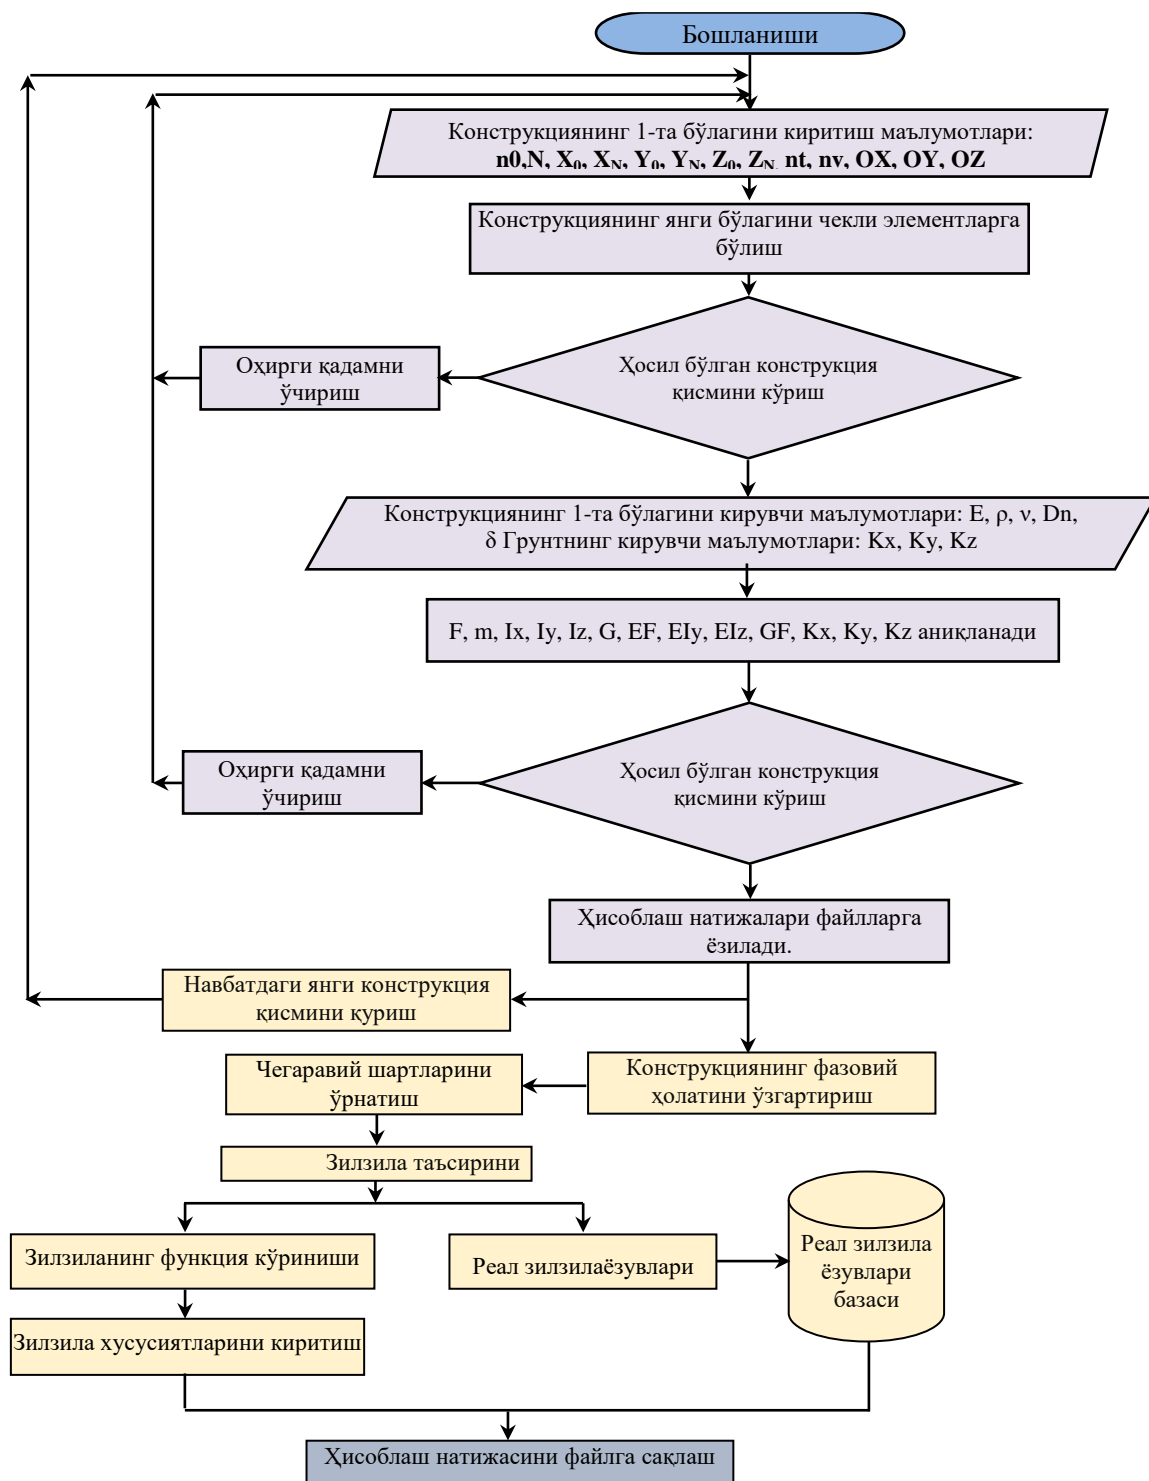 Бошланиши
Конструкциянинг 1-та бўлагини киритиш маълумотлари:
n0,N, X₀, X_N, Y₀, Y_N, Z₀, Z_N, nt, nv, OX, OY, OZ
Конструкциянинг янги бўлагини чекли элементларга
бўлиш
Ҳосил бўлган конструкция
қисмини кўриш
Оҳирги қадамни
ўчириш
Конструкциянинг 1-та бўлагини кирувчи маълумотлари: E, ρ, ν, Dn,
δ Грунтнинг кирувчи маълумотлари: Kx, Ky, Kz
F, m, Ix, Iy, Iz, G, EF, EIy, EIz, GF, Kx, Ky, Kz аниқланади
Ҳосил бўлган конструкция
қисмини кўриш
Оҳирги қадамни
ўчириш
Ҳисоблаш натижалари файлларга
ёзилади.
Навбатдаги янги конструкция
қисмини қуриш
Конструкциянинг фазовий
ҳолатини ўзгартириш
Чегаравий шартларини
ўрнатиш
Зилзила таъсирини
Зилзиланинг функция кўриниши
Реал зилзилаёзувлари
Реал зилзила
ёзувлари
базаси
Зилзила хусусиятларини киритиш
Ҳисоблаш натижасини файлга сақлаш